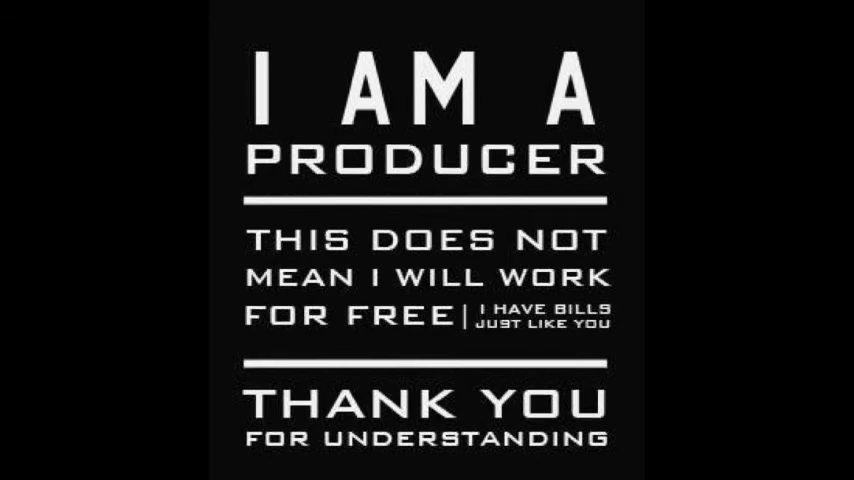 I AM A
PRODUCER
THIS DOES NOT
MEAN I WILL WORK
FOR FREE| I HAVE BILLS
JUST LIKE YOU
THANK YOU
FOR UNDERSTANDING